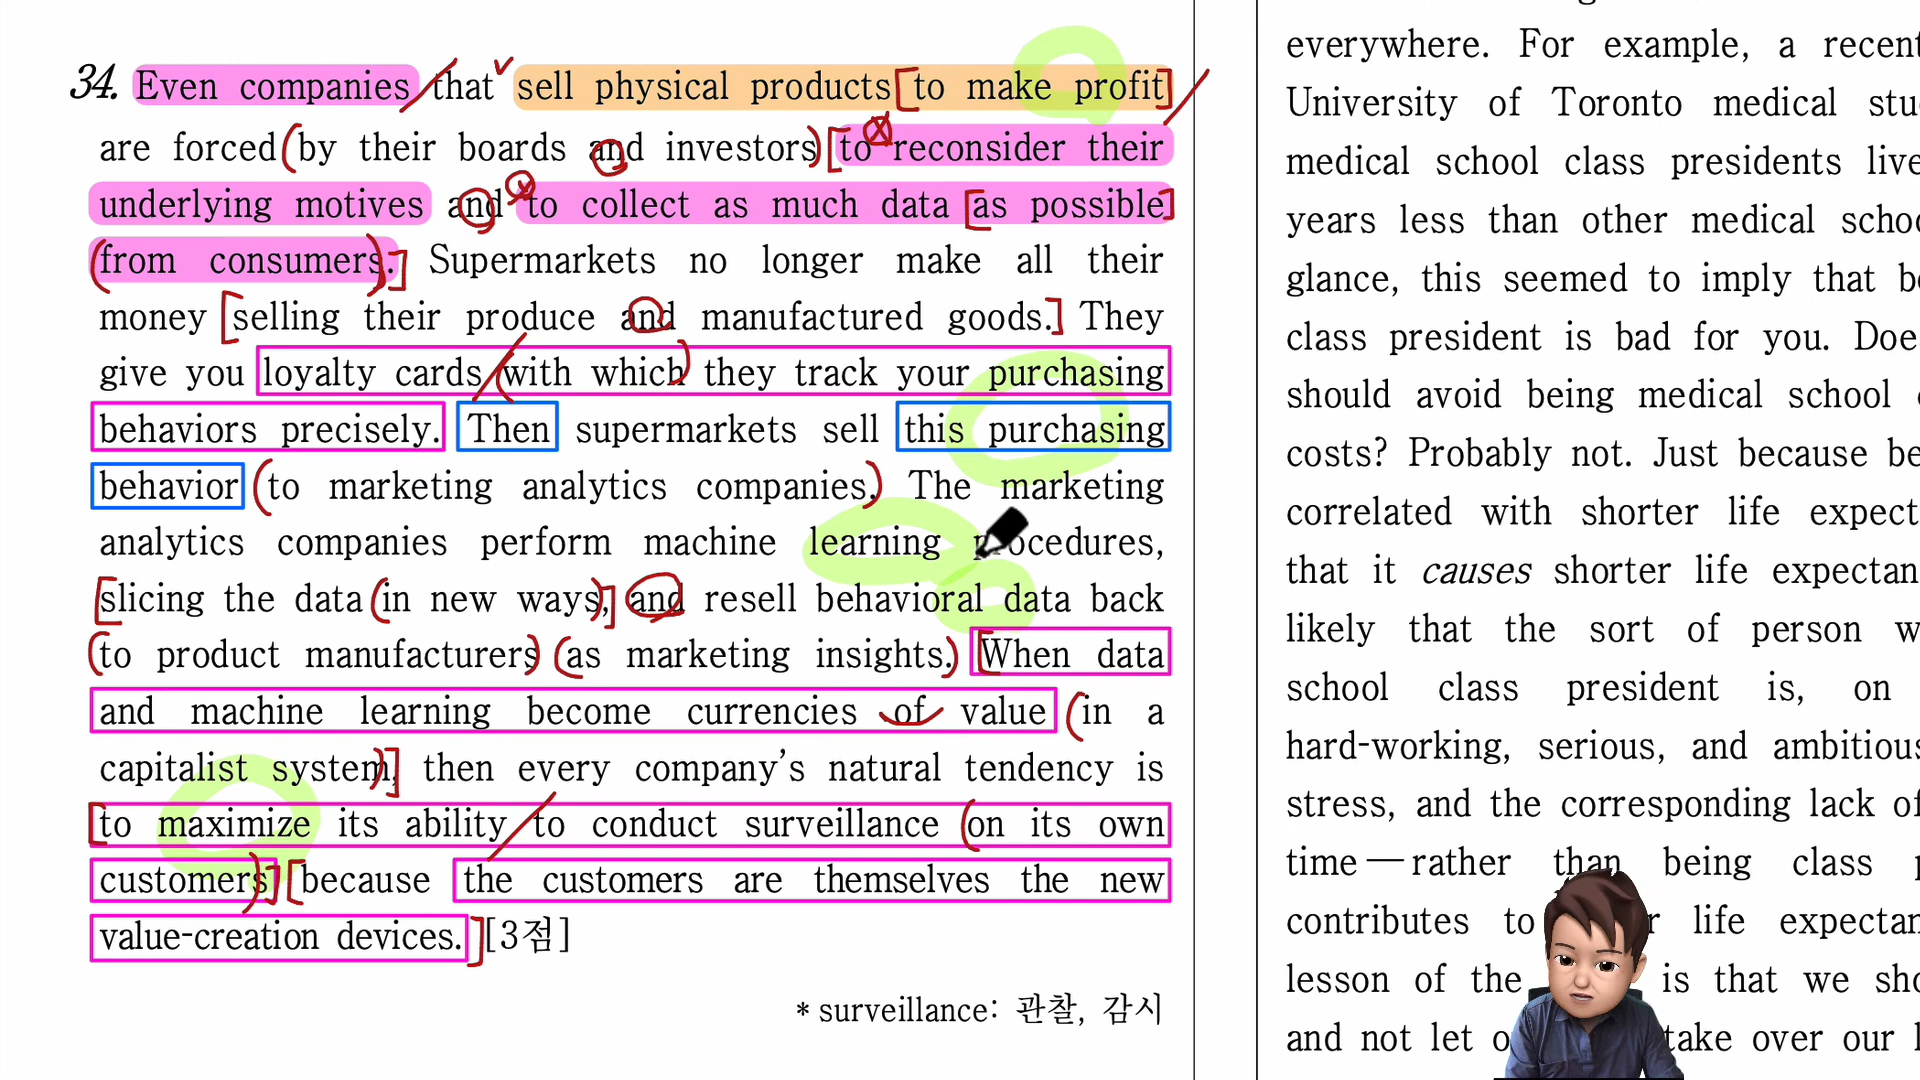 34. Even companies that sell physical products to make profit
are forced by their boards and investors to reconsider their
underlying motives and to collect as much data as possible
from consumers. Supermarkets no longer make all their
money selling their produce and manufactured goods. They
give you loyalty cards with which they track your purchasing
behaviors precisely. Then supermarkets sell this purchasing
behavior to marketing analytics companies. The marketing
analytics companies perform machine learning procedures,
slicing the data in new ways, and resell behavioral data back
to product manufacturers as marketing insights. When data
and machine learning become currencies of value in a
capitalist system, then every company's natural tendency is
to maximize its ability to conduct surveillance on its own
customers because the customers are themselves the new
value-creation devices. [3점]
* surveillance: 관찰, 감시
everywhere. For example, a recent
University of Toronto medical
medical school class presidents
years less than other medical
glance, this seemed to imply that
class president is bad for you.
should avoid being medical school
costs? Probably not. Just because
correlated with shorter life
that it causes shorter life
likely that the sort of person
school class president is, on
hard-working, serious, and ambitious
stress, and the corresponding lack of
time — rather than being class
contributes to life
lesson of the is that we
and not let take over our